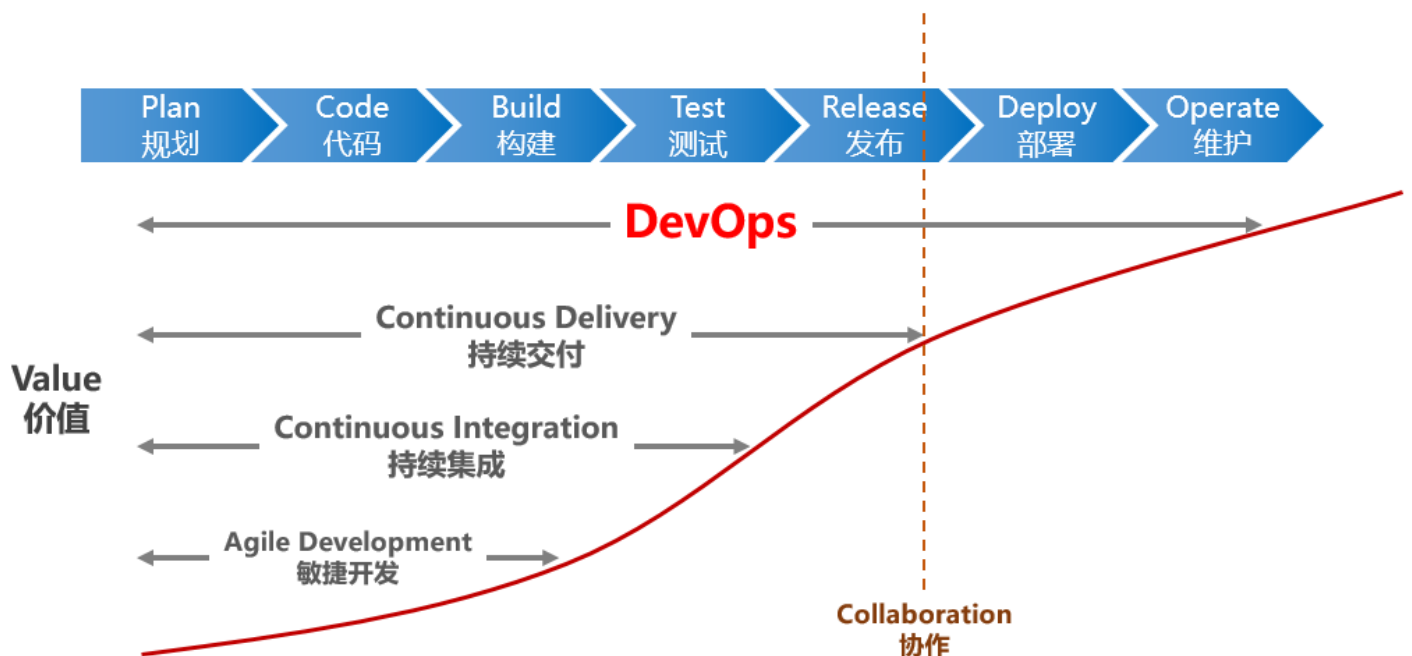 Plan
规划
Code
代码
Build
构建
Test
测试
Release
发布
Deploy
部署
Operate
维护
DevOps
Continuous Delivery
持续交付
Value
价值
Continuous Integration
持续集成
Agile Development
敏捷开发
Collaboration
协作